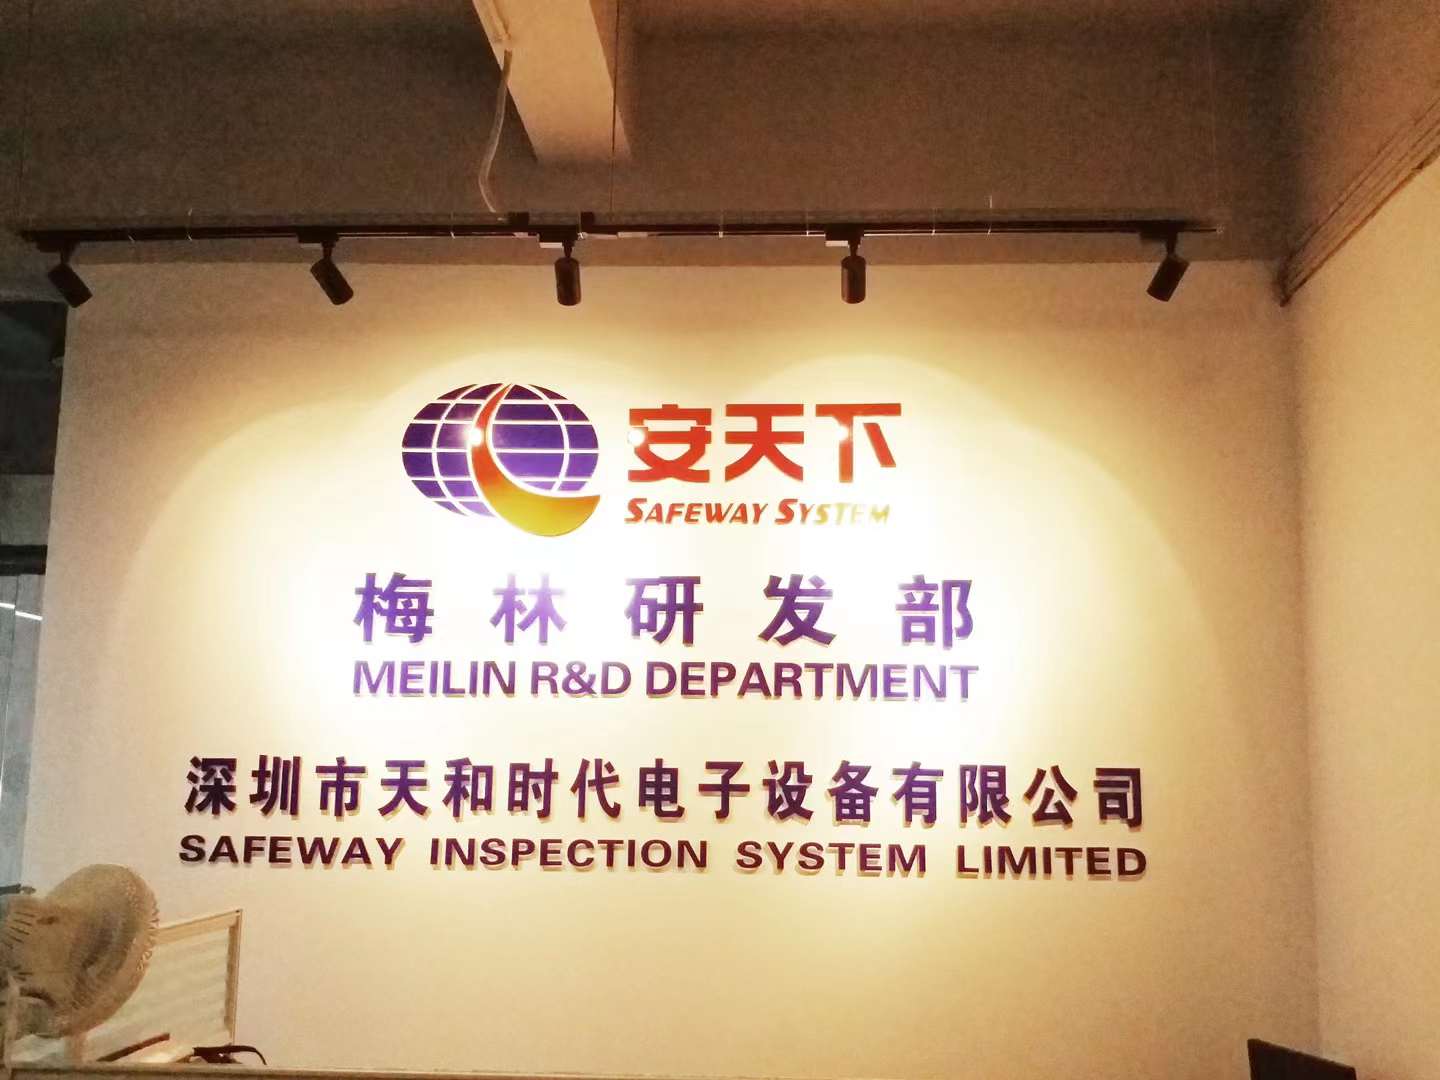 安天下
SAFEWAY SYSTEM
梅林研发部
MEILIN R&D DEPARTMENT
深圳市天和时代电子设备有限公司
SAFEWAY INSPECTION SYSTEM LIMITED